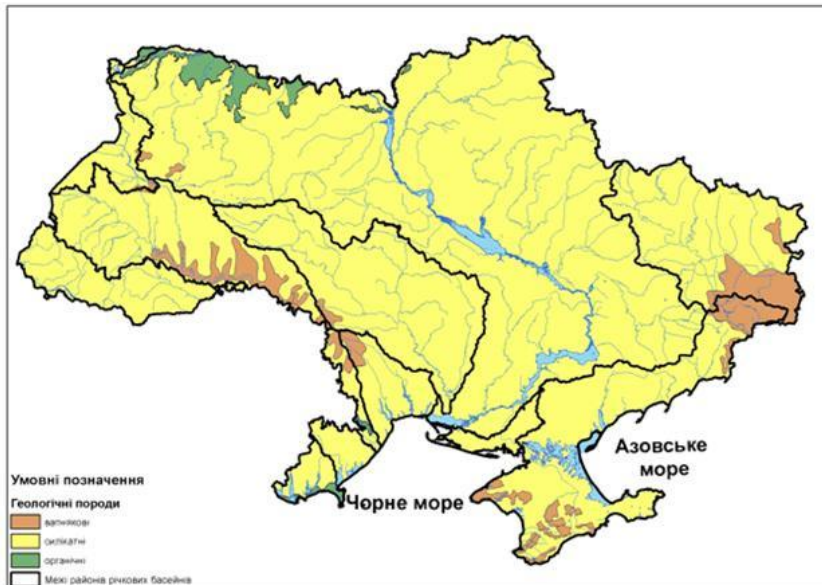 Азовське
море
Чорне море
Умовні позначення
Геологічні породи
вапнякові
силікатні
органічні
Межі районів річкових басейнів